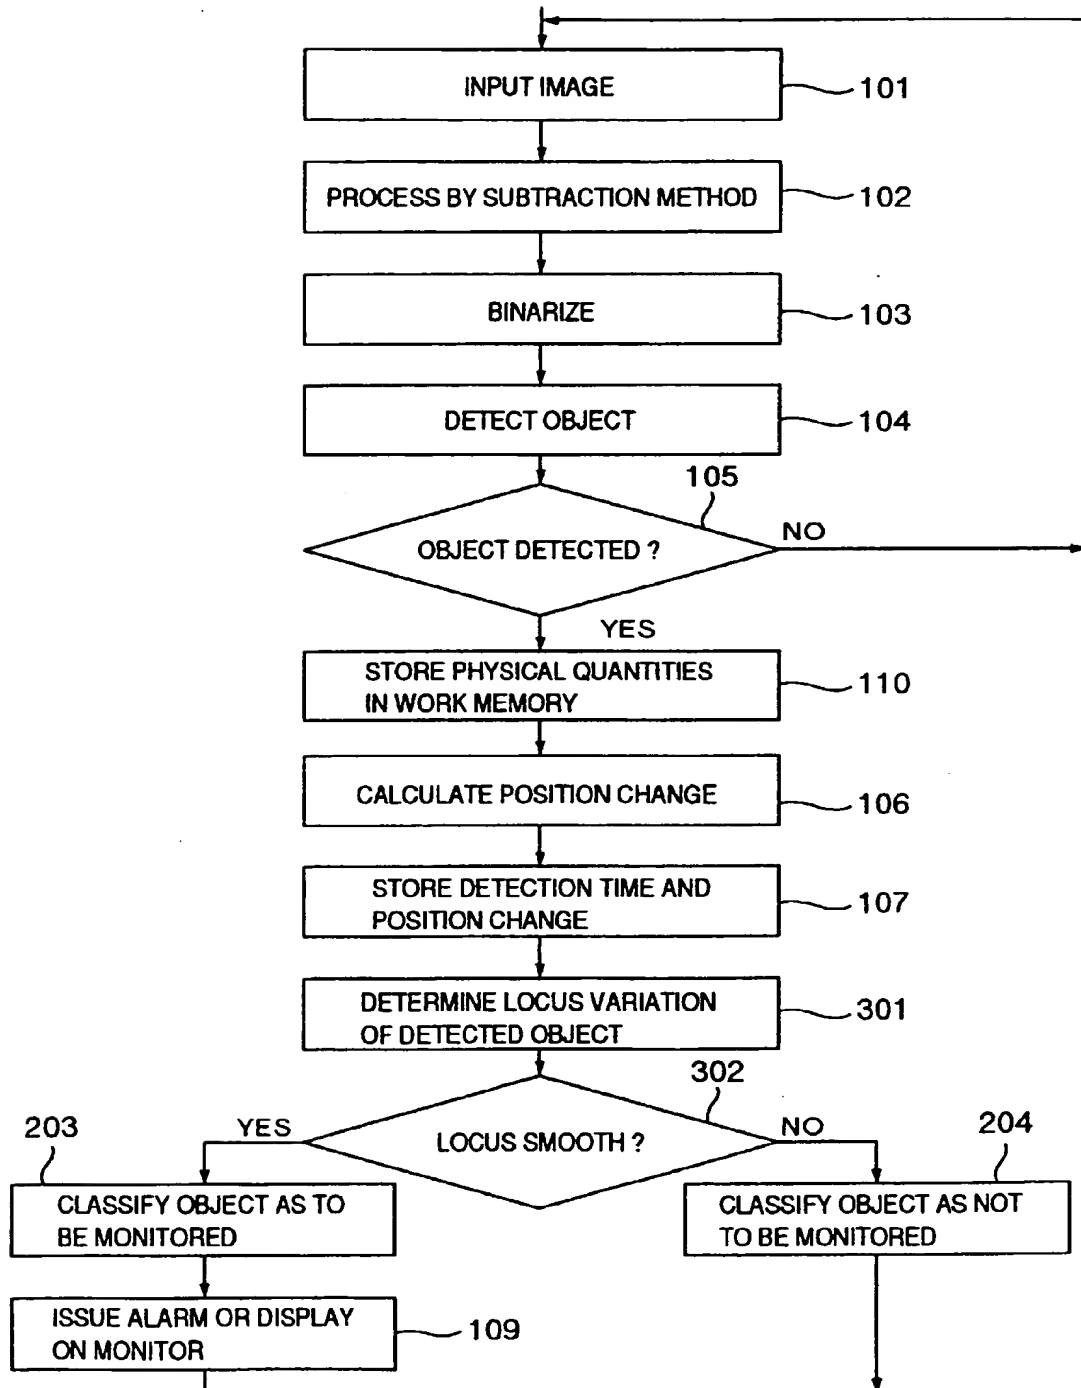 INPUT IMAGE
101
PROCESS BY SUBTRACTION METHOD
102
BINARIZE
103
DETECT OBJECT
104
105
OBJECT DETECTED ?
NO
YES
STORE PHYSICAL QUANTITIES
IN WORK MEMORY
110
CALCULATE POSITION CHANGE
106
STORE DETECTION TIME AND
POSITION CHANGE
107
DETERMINE LOCUS VARIATION
OF DETECTED OBJECT
301
302
LOCUS SMOOTH ?
YES
NO
203
CLASSIFY OBJECT AS TO
BE MONITORED
204
CLASSIFY OBJECT AS NOT
TO BE MONITORED
ISSUE ALARM OR DISPLAY
ON MONITOR
109